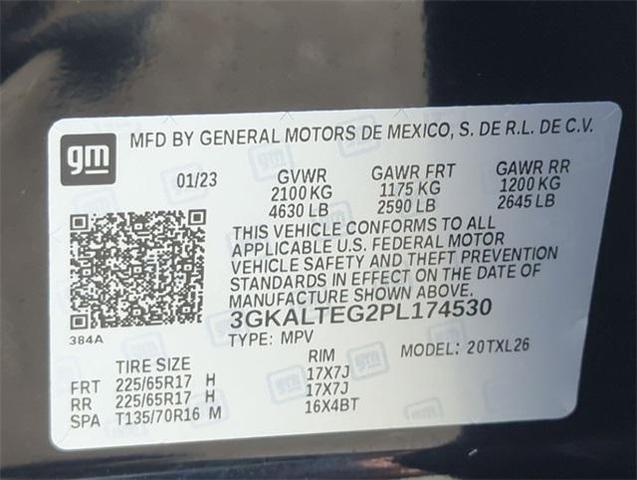 gm
MFD BY GENERAL MOTORS DE MEXICO, S. DE R.L. DE C.V.
01/23 GVWR GAWR FRT GAWR RR
2100 KG 1175 KG 1200 KG
4630 LB 2590 LB 2645 LB
THIS VEHICLE CONFORMS TO ALL
APPLICABLE U.S. FEDERAL MOTOR
VEHICLE SAFETY AND THEFT PREVENTION
STANDARDS IN EFFECT ON THE DATE OF
MANUFACTURE SHOWN ABOVE.
3GKALTEG2PL174530
384A
TYPE: MPV MODEL: 20TXL26
TIRE SIZE RIM
FRT 225/65R17 H 17X7J
RR 225/65R17 H 17X7J
SPA T135/70R16 M 16X4BT